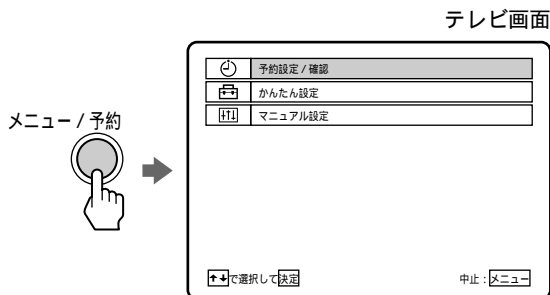 テレビ画面
メニュー / 予約
予約設定 / 確認
かんたん設定
マニュアル設定
↑↓で選択して決定
中止 : メニュー